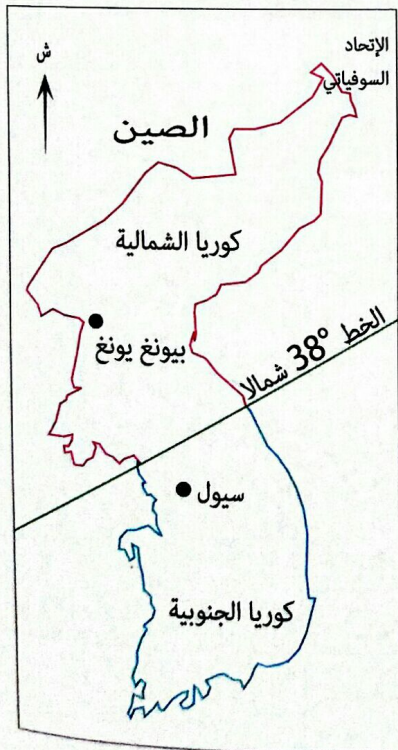 الإتحاد
السوفياتي
ش
الصين
كوريا الشمالية
بيونغ يونغ
الخط 38° شمالا
سيول
كوريا الجنوبية